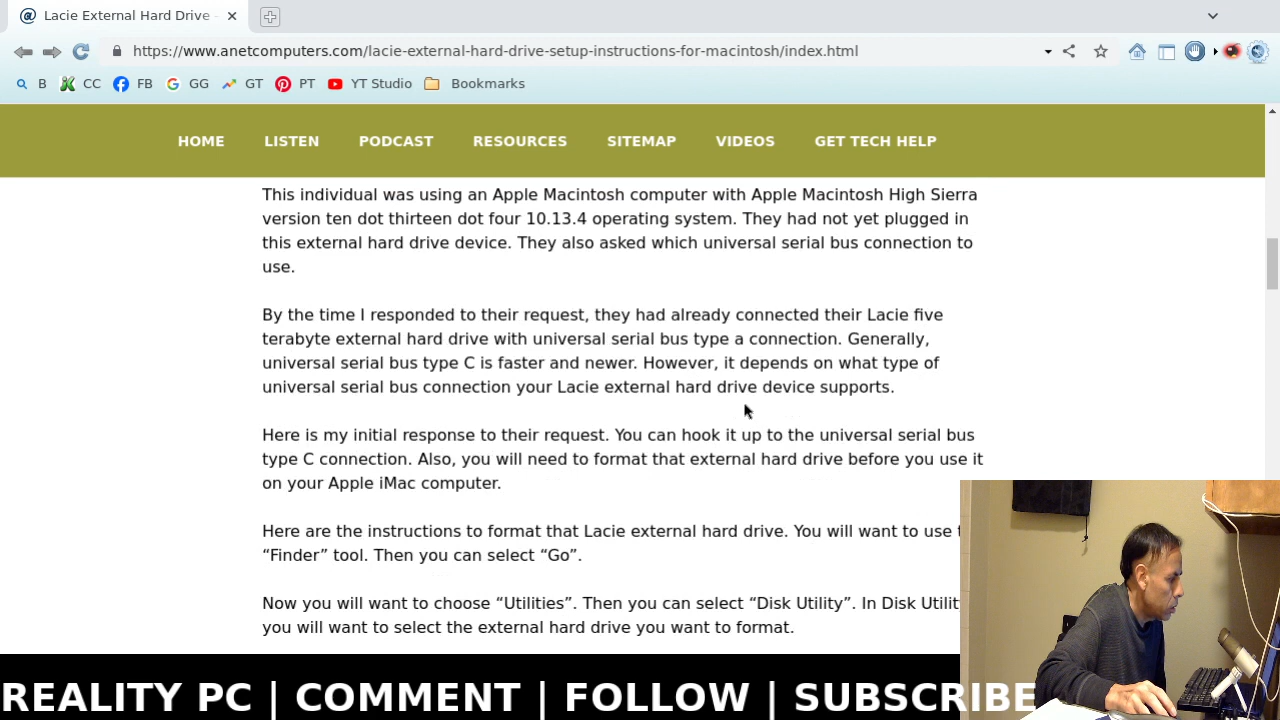 Lacie External Hard Drive -
https://www.anetcomputers.com/lacie-external-hard-drive-setup-instructions-for-macintosh/index.html
B CC FB GG GT PT YT Studio Bookmarks
HOME LISTEN PODCAST RESOURCES SITEMAP VIDEOS GET TECH HELP
This individual was using an Apple Macintosh computer with Apple Macintosh High Sierra
version ten dot thirteen dot four 10.13.4 operating system. They had not yet plugged in
this external hard drive device. They also asked which universal serial bus connection to
use.
By the time I responded to their request, they had already connected their Lacie five
terabyte external hard drive with universal serial bus type a connection. Generally,
universal serial bus type C is faster and newer. However, it depends on what type of
universal serial bus connection your Lacie external hard drive device supports.
Here is my initial response to their request. You can hook it up to the universal serial bus
type C connection. Also, you will need to format that external hard drive before you use it
on your Apple iMac computer.
Here are the instructions to format that Lacie external hard drive. You will want to use
“Finder” tool. Then you can select “Go”.
Now you will want to choose “Utilities”. Then you can select “Disk Utility”. In Disk Utilit
you will want to select the external hard drive you want to format.
REALITY PC | COMMENT | FOLLOW | SUBSCRIBE